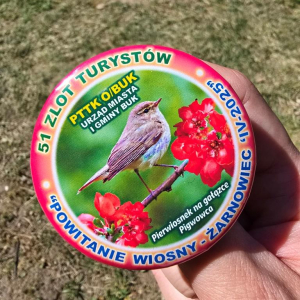 51 ZLOT TURYSTÓW
PTTK O/BUK
URZĄD MIASTA
I GMINY BUK
Pierwiosnek na gałązce
Pigwowca
"POWITANIE WIOSNY - ŻARNOWIEC, -IV-2025"